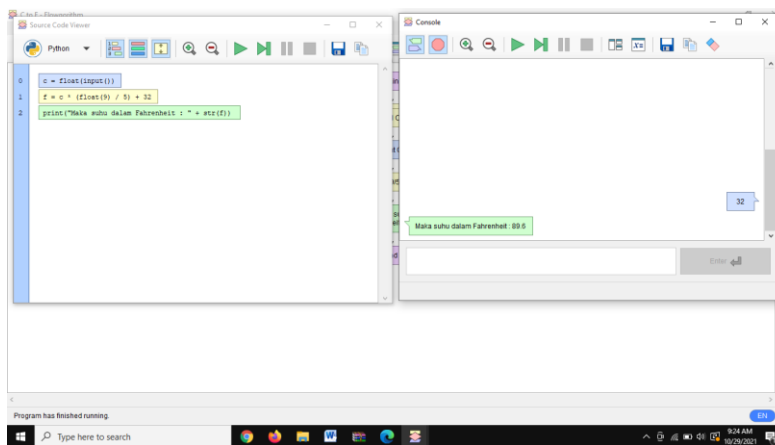 C to F - Flowgorithm
Source Code Viewer
Python
0 c = float(input())
1 f = c * (float(9) / 5) + 32
2 print("Maka suhu dalam Fahrenheit : " + str(f))
Console
32
Maka suhu dalam Fahrenheit : 89.6
Enter
Program has finished running.
EN
Type here to search
9:24 AM
10/29/2021